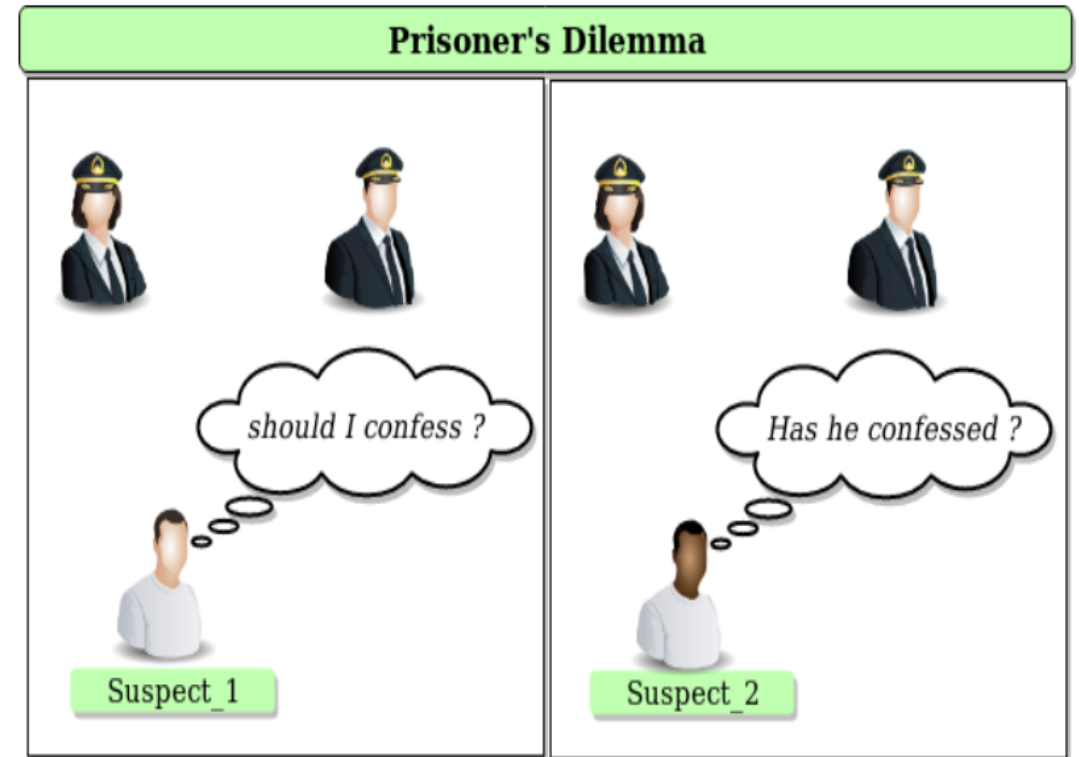 Prisoner's Dilemma
should I confess ?
Has he confessed ?
Suspect_1
Suspect_2